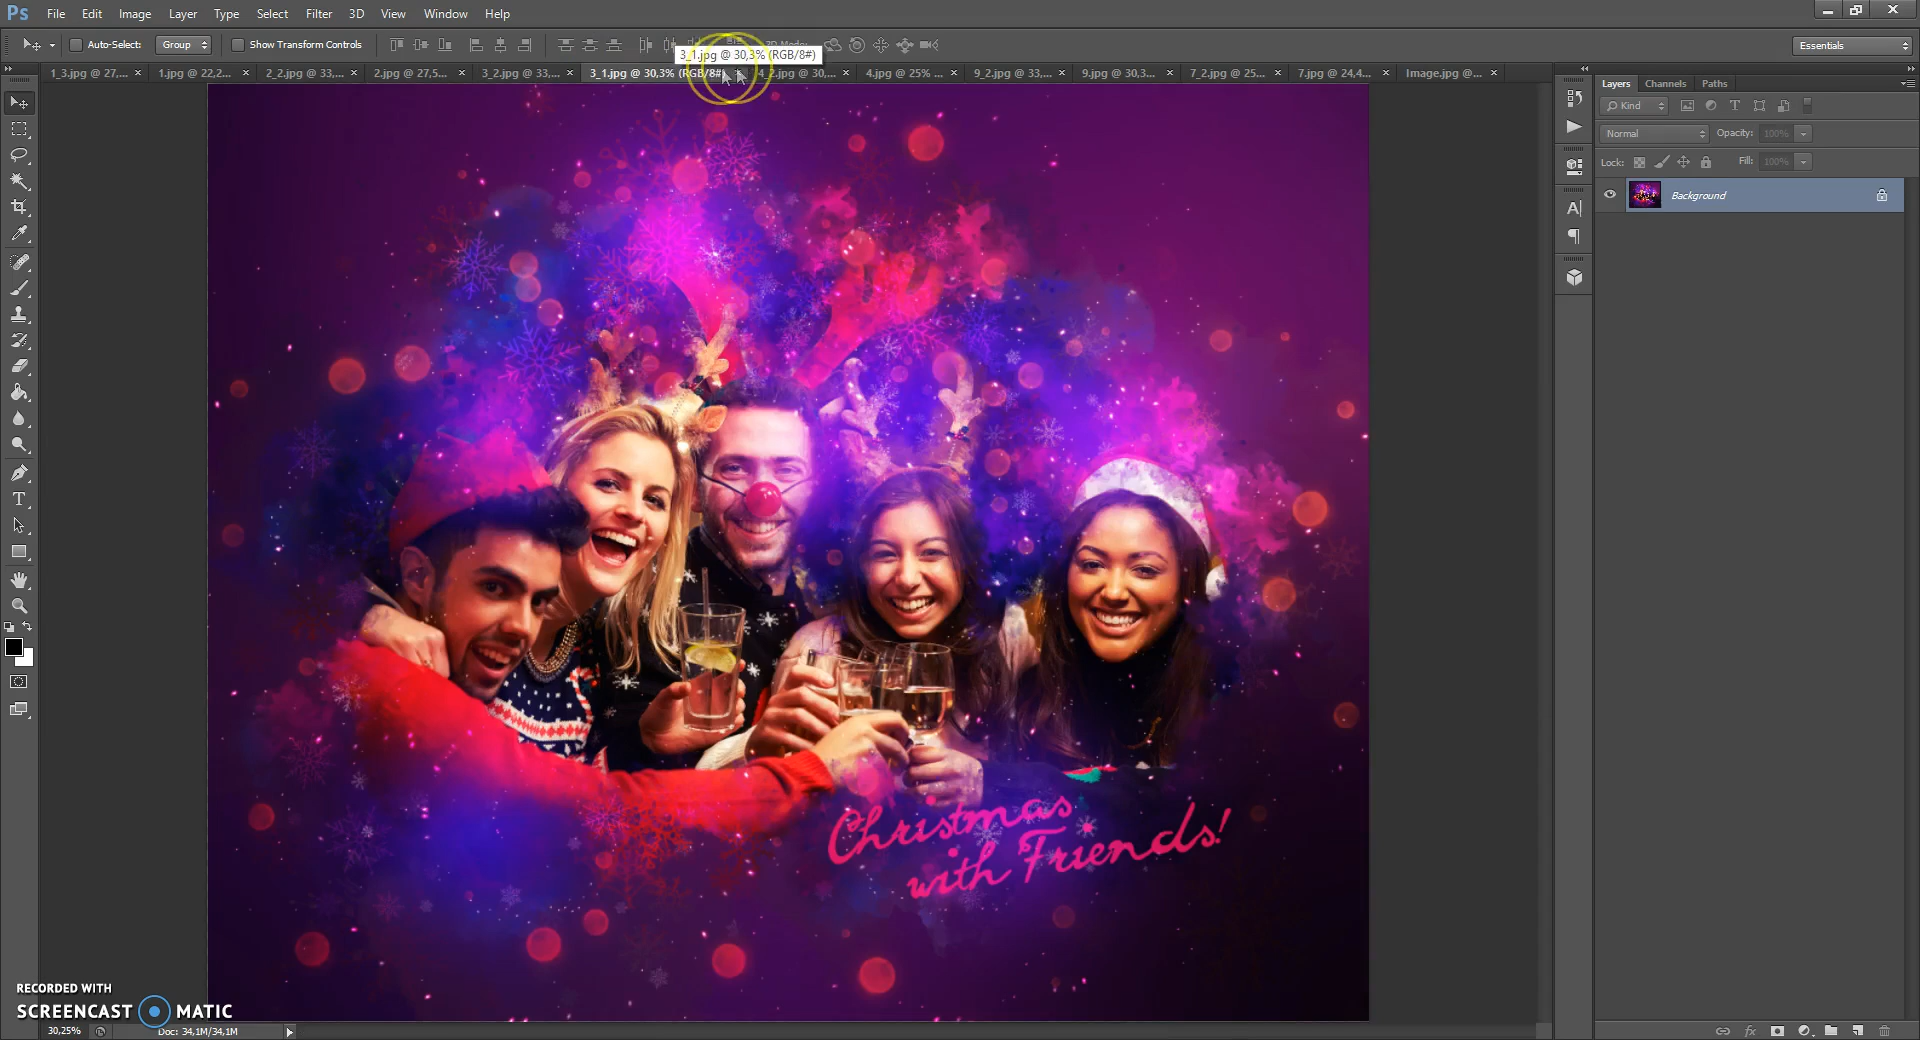 Ps File Edit Image Layer Type Select Filter 3D View Window Help
Auto-Select: Group Show Transform Controls Essentials
3_1.jpg @ 30,3% (RGB/8#)
1_3.jpg @ 27,... × 1.jpg @ 22,2... × 2_2.jpg @ 33,... × 2.jpg @ 27,5... × 3_2.jpg @ 33,... × 3_1.jpg @ 30,3% (RGB/8#) 4_2.jpg @ 30,... × 4.jpg @ 25% ... × 9_2.jpg @ 33,... × 9.jpg @ 30,3... × 7_2.jpg @ 25... × 7.jpg @ 24,4... × Image.jpg @... ×
Layers Channels Paths
Kind
Normal Opacity: 100%
Lock: Fill: 100%
Background
Christmas
with Friends!
RECORDED WITH
SCREENCAST MATIC
30,25% Doc: 34,1M/34,1M